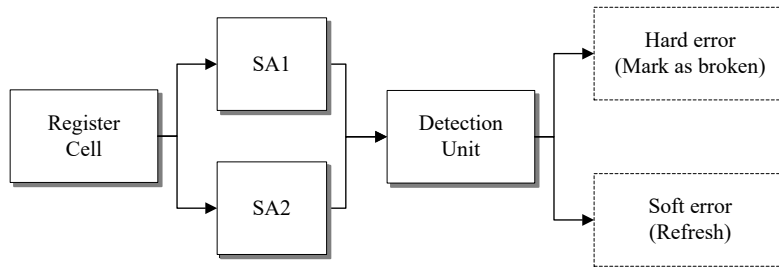 Register
Cell
SA1
SA2
Detection
Unit
Hard error
(Mark as broken)
Soft error
(Refresh)